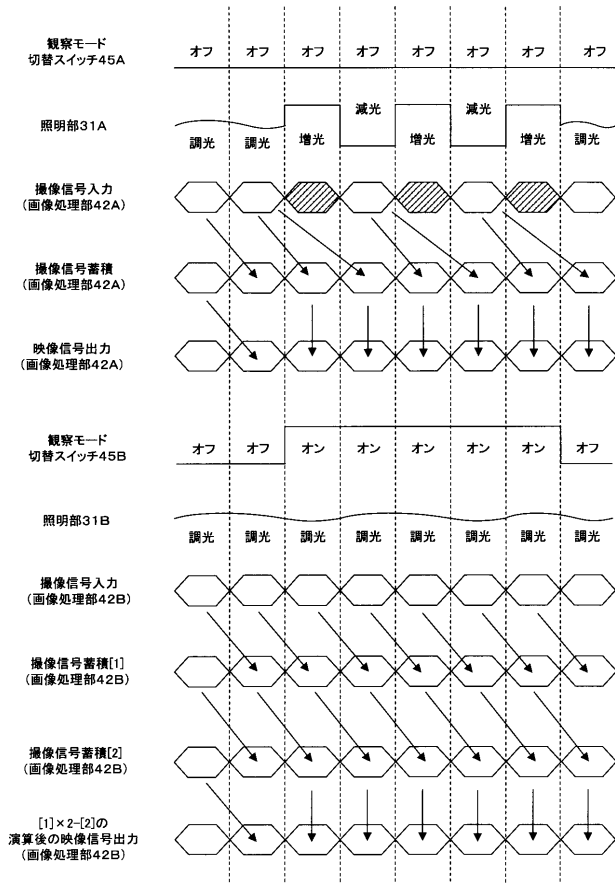 観察モード
切替スイッチ45A
オフ オフ オフ オフ オフ オフ オフ オフ
照明部31A
調光 調光 増光 減光 増光 減光 増光 調光
撮像信号入力
(画像処理部42A)
撮像信号蓄積
(画像処理部42A)
映像信号出力
(画像処理部42A)
観察モード
切替スイッチ45B
オフ オフ オン オン オン オン オン オフ
照明部31B
調光 調光 調光 調光 調光 調光 調光 調光
撮像信号入力
(画像処理部42B)
撮像信号蓄積[1]
(画像処理部42B)
撮像信号蓄積[2]
(画像処理部42B)
[1]×2-[2]の
演算後の映像信号出力
(画像処理部42B)